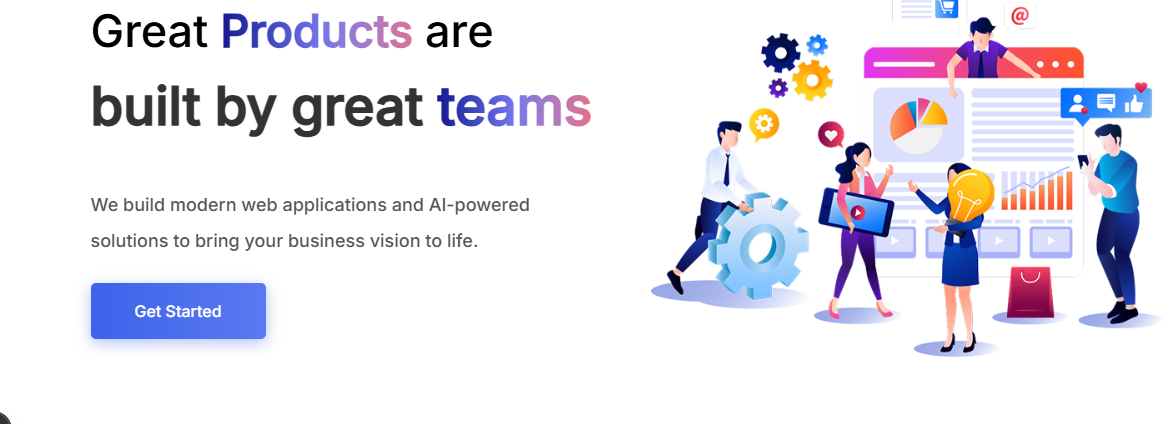 Great Products are
built by great teams
We build modern web applications and AI-powered
solutions to bring your business vision to life.
Get Started
@